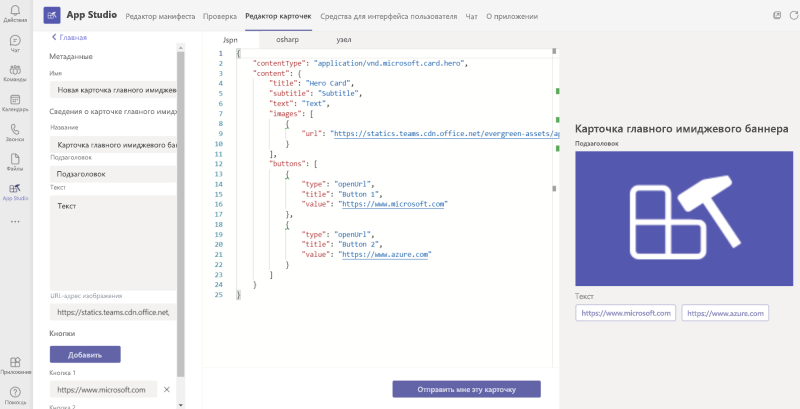 App Studio Редактор манифеста Проверка Редактор карточек Средства для интерфейса пользователя Чат О приложении
Действия
Чат
Команды
Календарь
Звонки
Файлы
App Studio
Приложения
Помощь
Главная
Метаданные
Имя
Новая карточка главного имиджево
Сведения о карточке главного имидж
Название
Карточка главного имиджевого бан
Подзаголовок
Подзаголовок
Текст
Текст
URL-адрес изображения
https://statics.teams.cdn.office.net,
Кнопки
Добавить
Кнопка 1
https://www.microsoft.com
Кнопка 2
Jspn osharp узел
1 {
2 "contentType": "application/vnd.microsoft.card.hero",
3 "content": {
4 "title": "Hero Card",
5 "subtitle": "Subtitle",
6 "text": "Text",
7 "images": [
8 {
9 "url": "https://statics.teams.cdn.office.net/evergreen-assets/ap
10 }
11 ],
12 "buttons": [
13 {
14 "type": "openUrl",
15 "title": "Button 1",
16 "value": "https://www.microsoft.com"
17 },
18 {
19 "type": "openUrl",
20 "title": "Button 2",
21 "value": "https://www.azure.com"
22 }
23 ]
24 }
25 }
Отправить мне эту карточку
Карточка главного имиджевого баннера
Подзаголовок
Текст
https://www.microsoft.com https://www.azure.com